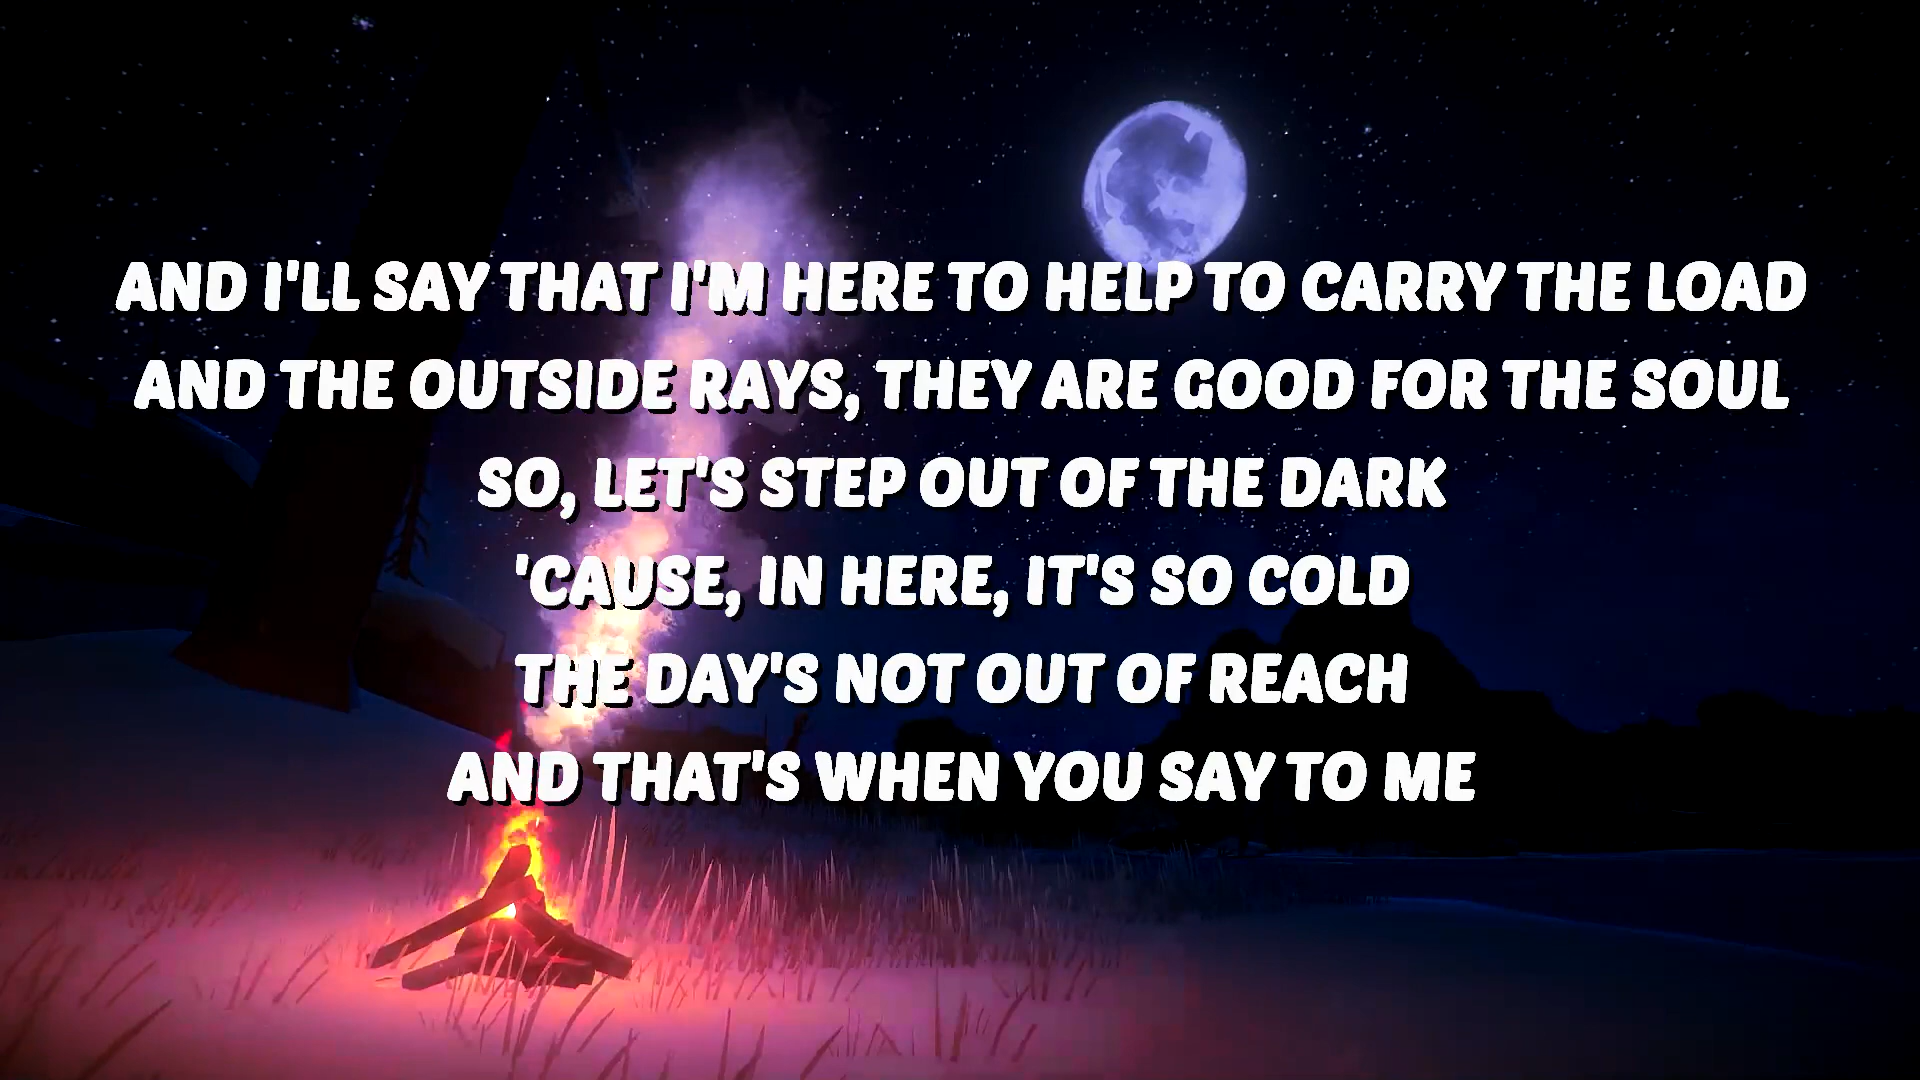 AND I'LL SAY THAT I'M HERE TO HELP TO CARRY THE LOAD
AND THE OUTSIDE RAYS, THEY ARE GOOD FOR THE SOUL
SO, LET'S STEP OUT OF THE DARK
'CAUSE, IN HERE, IT'S SO COLD
THE DAY'S NOT OUT OF REACH
AND THAT'S WHEN YOU SAY TO ME